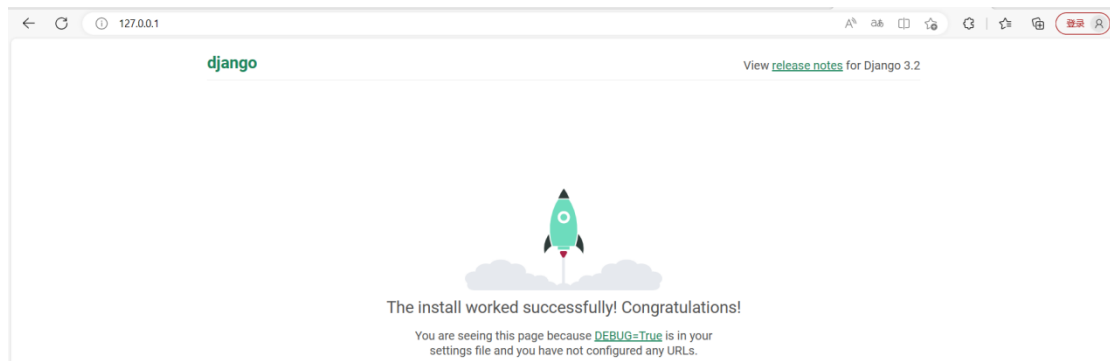 127.0.0.1
登录
django
View release notes for Django 3.2
The install worked successfully! Congratulations!
You are seeing this page because DEBUG=True is in your
settings file and you have not configured any URLs.